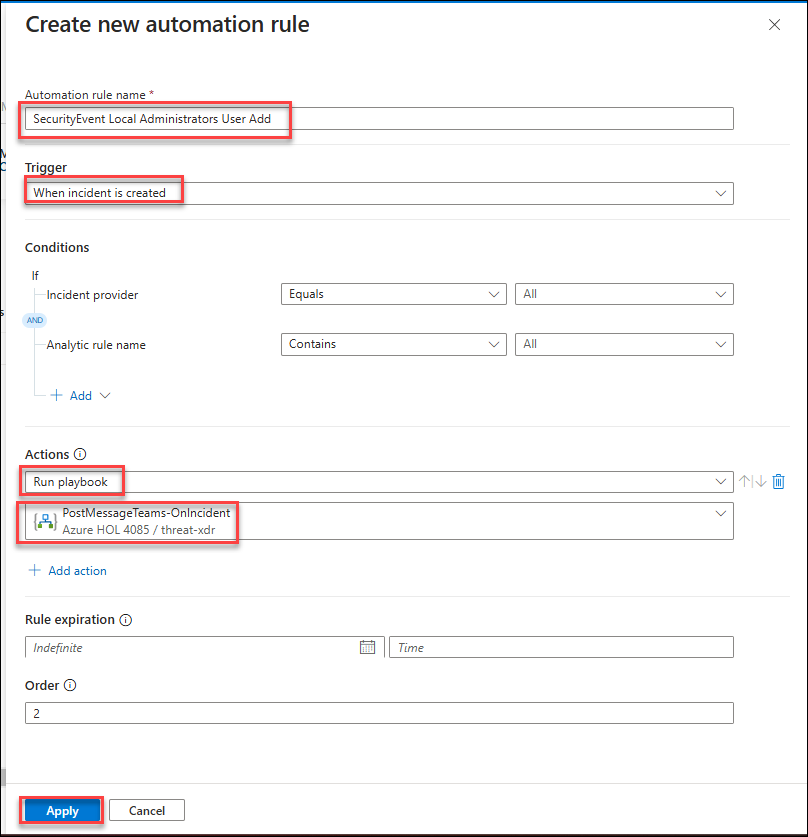 Create new automation rule
Automation rule name *
SecurityEvent Local Administrators User Add
Trigger
When incident is created
Conditions
If
Incident provider Equals All
AND
Analytic rule name Contains All
Add
Actions
Run playbook
PostMessageTeams-OnIncident
Azure HOL 4085 / threat-xdr
Add action
Rule expiration
Indefinite Time
Order
2
Apply Cancel